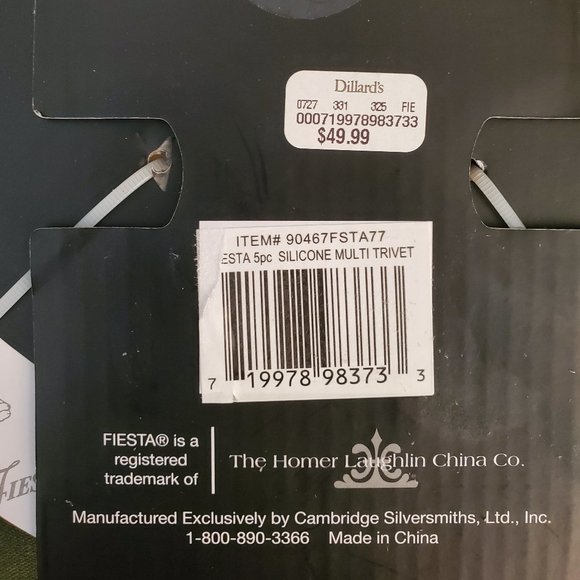 Dillard's
0727 331 325 FIE
000719978983733
$49.99
ITEM# 90467FSTA77
ESTA 5pc SILICONE MULTI TRIVET
7 19978 98373 3
FIESTA® is a
registered
trademark of
The Homer Laughlin China Co.
Manufactured Exclusively by Cambridge Silversmiths, Ltd., Inc.
1-800-890-3366 Made in China